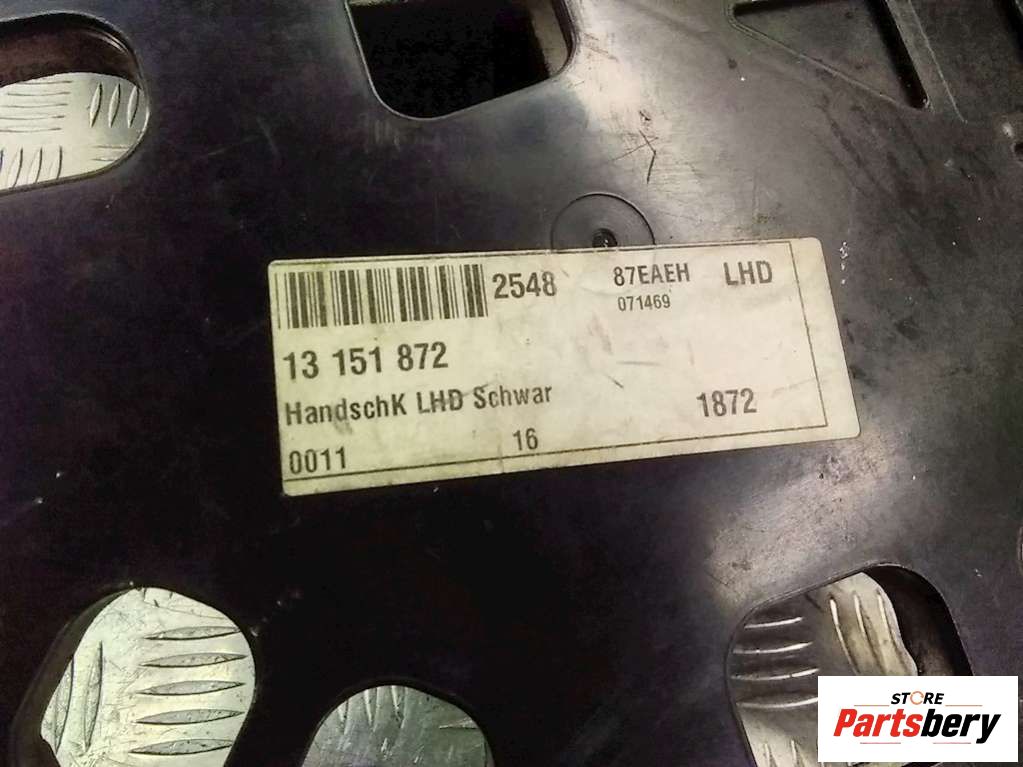 2548 87EAEH LHD
071469
13 151 872
HandschK LHD Schwar
1872
0011 16
STORE
Partsbery